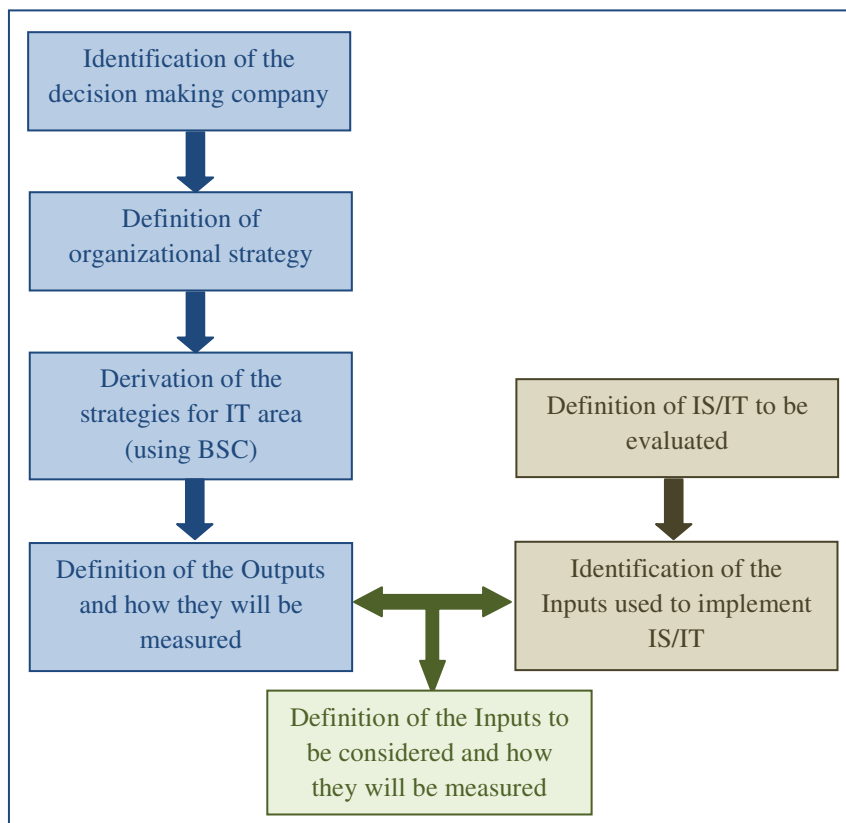 Identification of the
decision making company
Definition of
organizational strategy
Derivation of the
strategies for IT area
(using BSC)
Definition of IS/IT to be
evaluated
Definition of the Outputs
and how they will be
measured
Identification of the
Inputs used to implement
IS/IT
Definition of the Inputs to
be considered and how
they will be measured